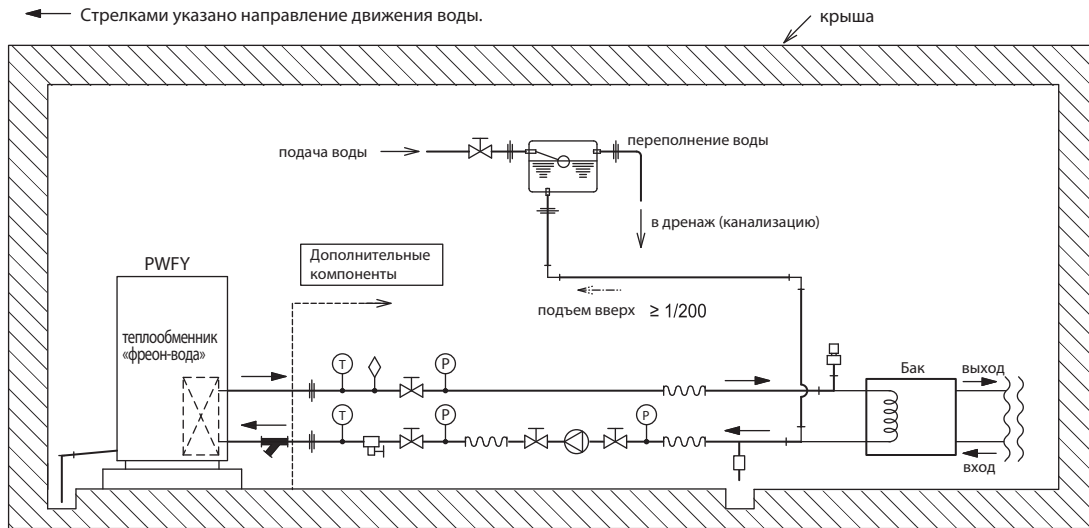 Стрелками указано направление движения воды.
крыша
подача воды
переполнение воды
в дренаж (канализацию)
Дополнительные
компоненты
PWFY
подъем вверх ≥ 1/200
теплообменник
«фреон-вода»
T
P
Бак
выход
T
P
P
вход